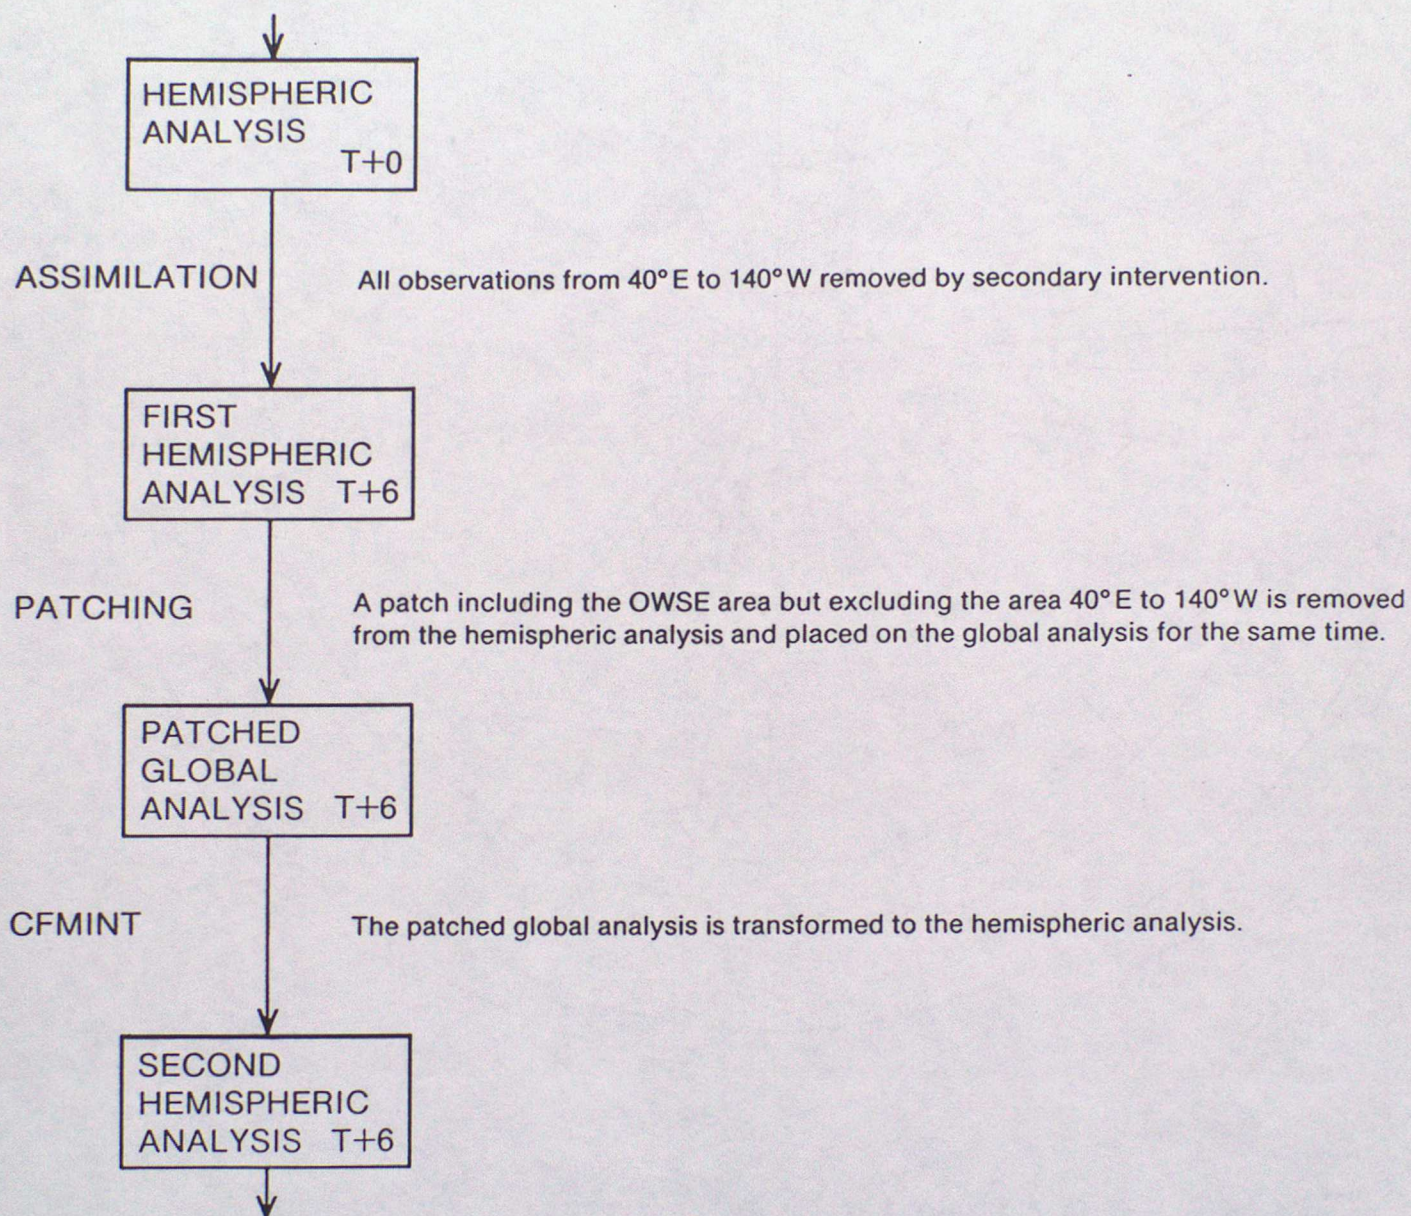 HEMISPHERIC
ANALYSIS
T+0
ASSIMILATION
All observations from 40° E to 140° W removed by secondary intervention.
FIRST
HEMISPHERIC
ANALYSIS T+6
PATCHING
A patch including the OWSE area but excluding the area 40° E to 140° W is removed
from the hemispheric analysis and placed on the global analysis for the same time.
PATCHED
GLOBAL
ANALYSIS T+6
CFMINT
The patched global analysis is transformed to the hemispheric analysis.
SECOND
HEMISPHERIC
ANALYSIS T+6